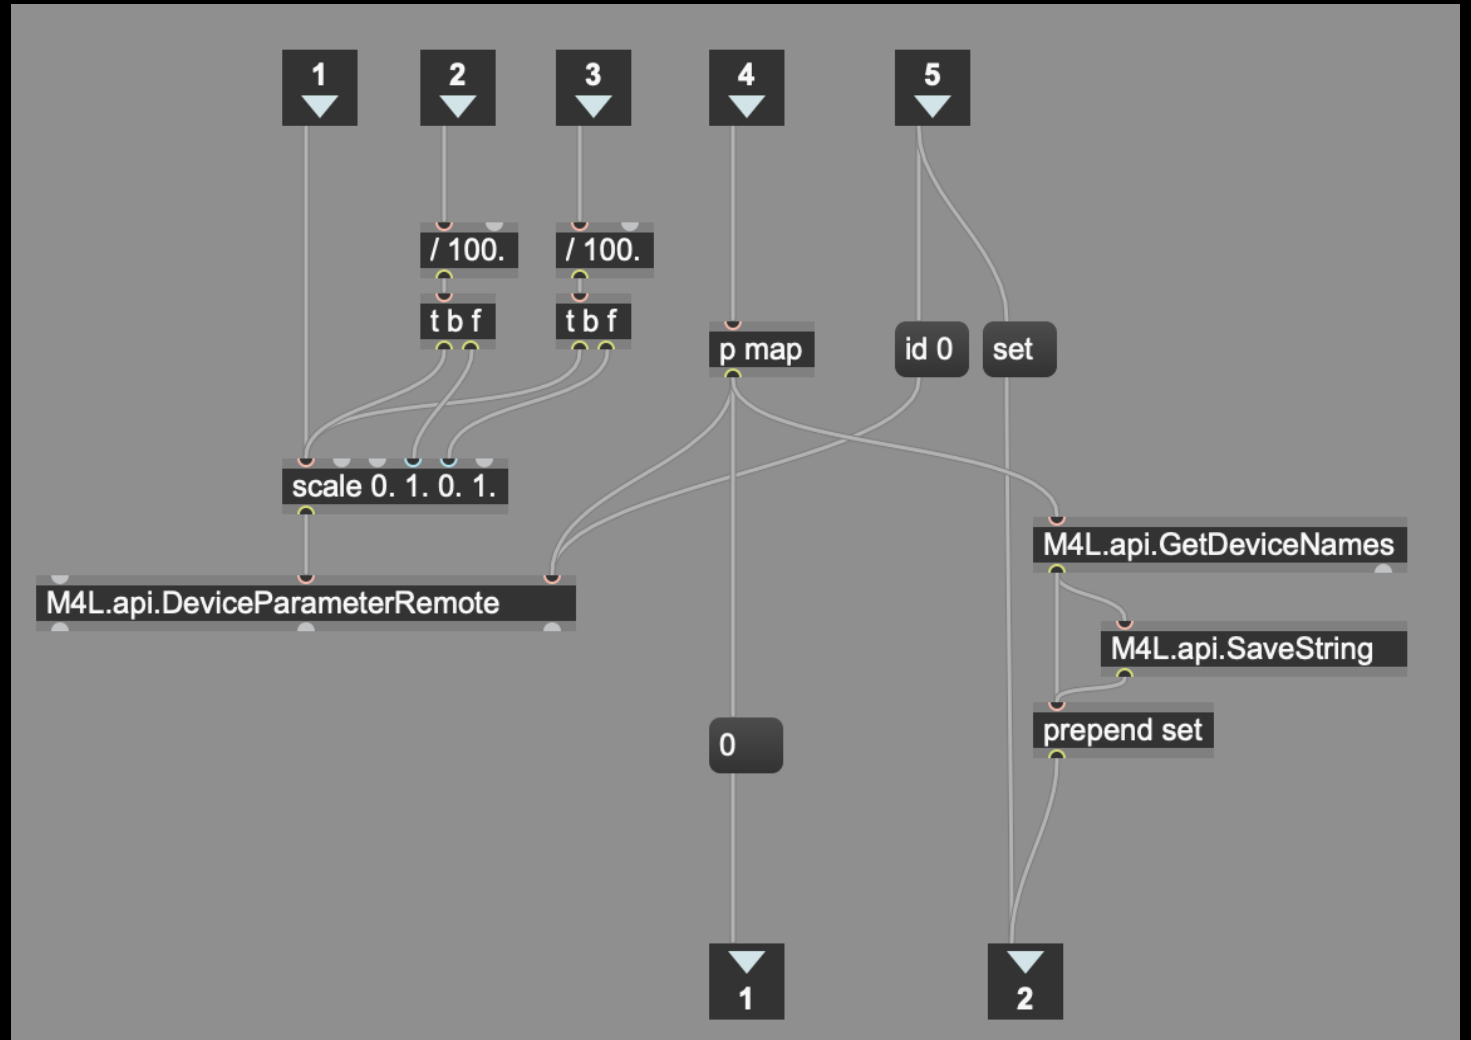 1
2
3
4
5
/ 100.
/ 100.
t b f
t b f
p map
id 0
set
scale 0. 1. 0. 1.
M4L.api.GetDeviceNames
M4L.api.DeviceParameterRemote
M4L.api.SaveString
prepend set
0
1
2